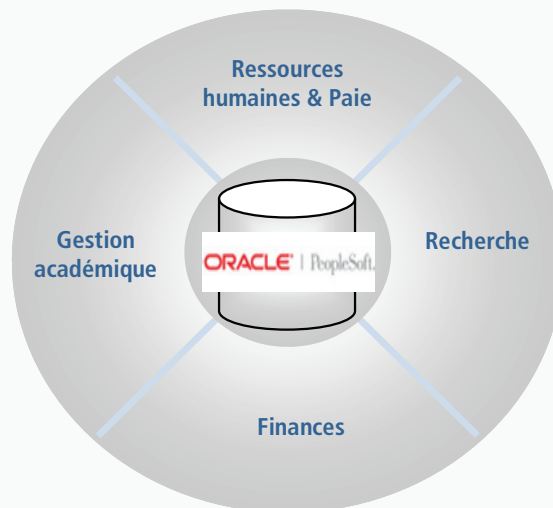 Ressources
humaines & Paie
Gestion
académique
ORACLE | PeopleSoft.
Recherche
Finances